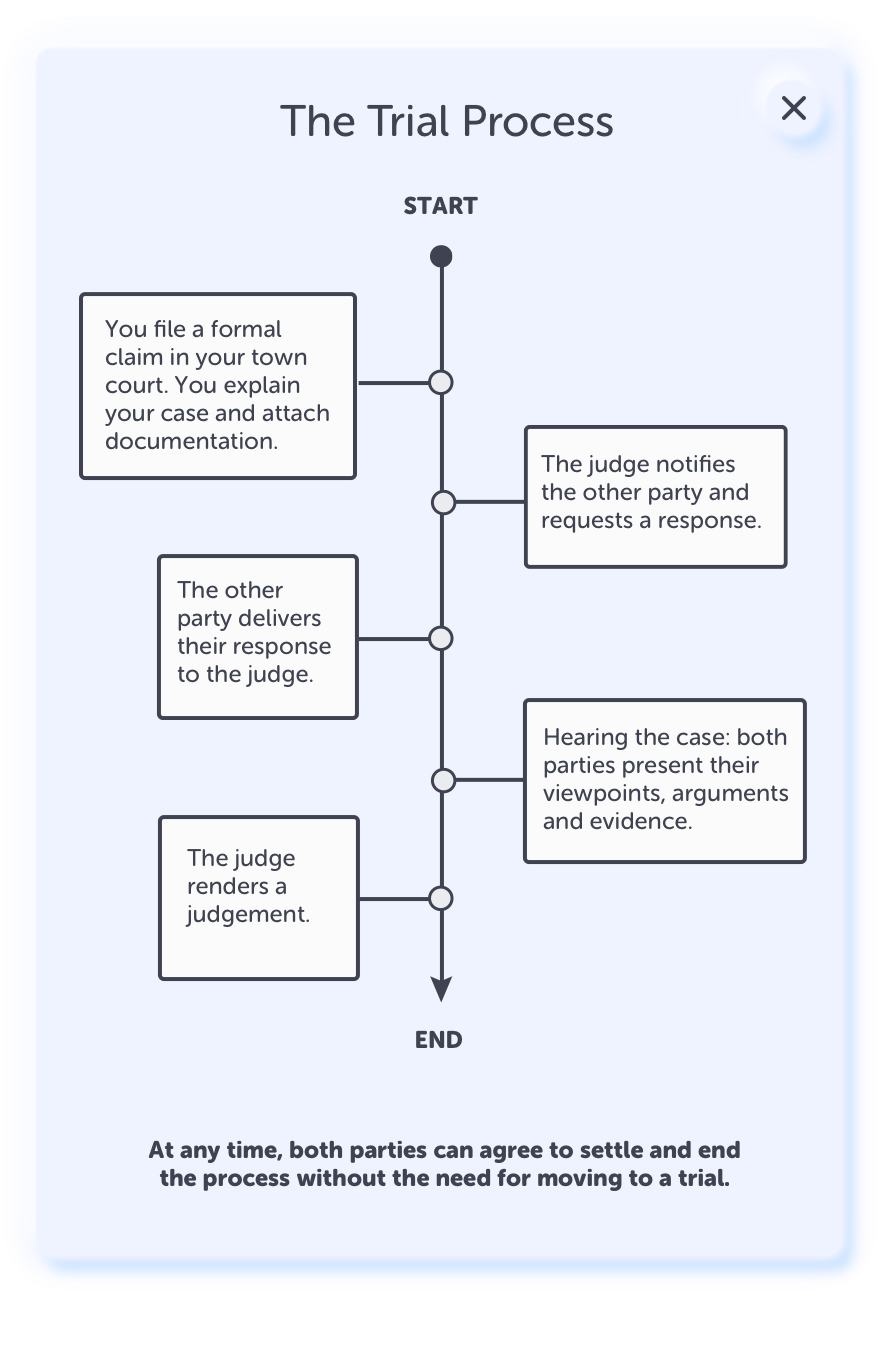 The Trial Process
START
You file a formal
claim in your town
court. You explain
your case and attach
documentation.
The judge notifies
the other party and
requests a response.
The other
party delivers
their response
to the judge.
Hearing the case: both
parties present their
viewpoints, arguments
and evidence.
The judge
renders a
judgement.
END
At any time, both parties can agree to settle and end
the process without the need for moving to a trial.